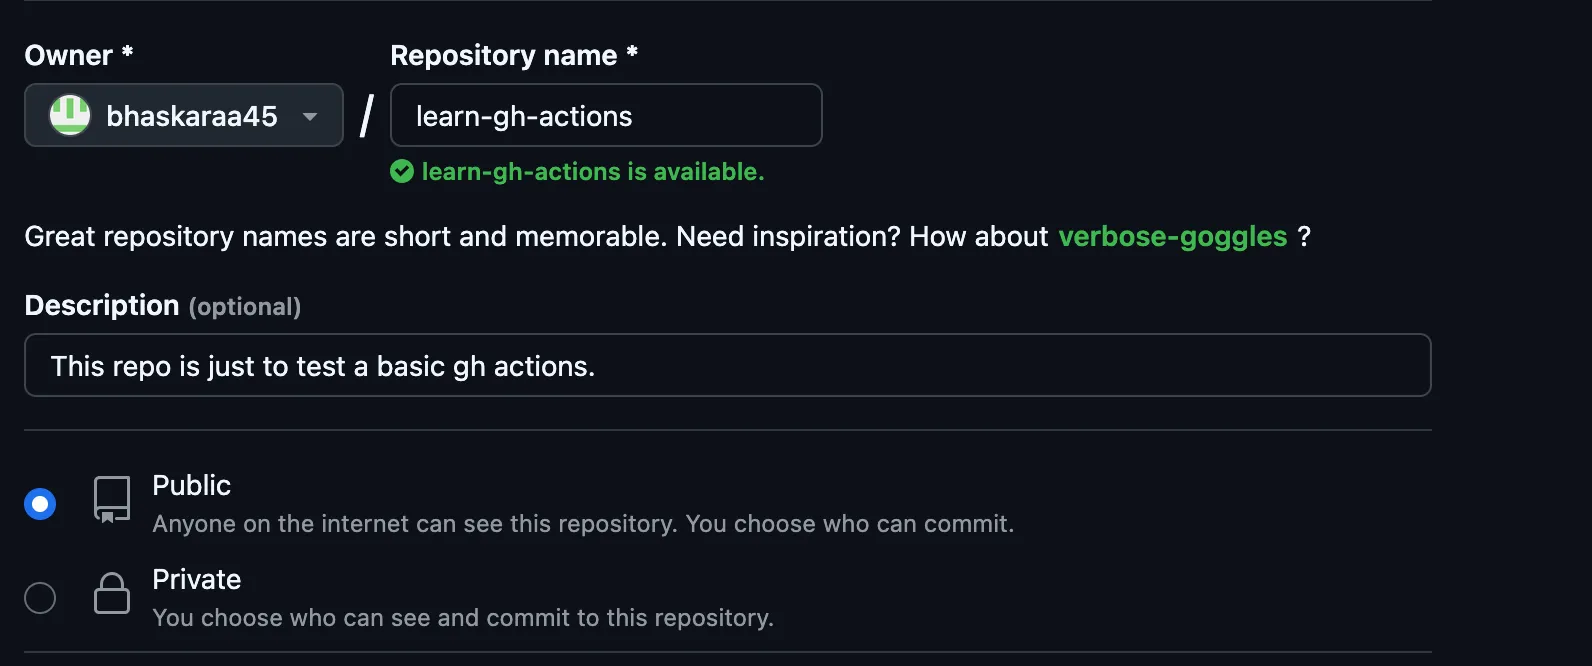 Owner *
Repository name *
bhaskaraa45 / learn-gh-actions
learn-gh-actions is available.
Great repository names are short and memorable. Need inspiration? How about verbose-goggles ?
Description (optional)
This repo is just to test a basic gh actions.
Public
Anyone on the internet can see this repository. You choose who can commit.
Private
You choose who can see and commit to this repository.